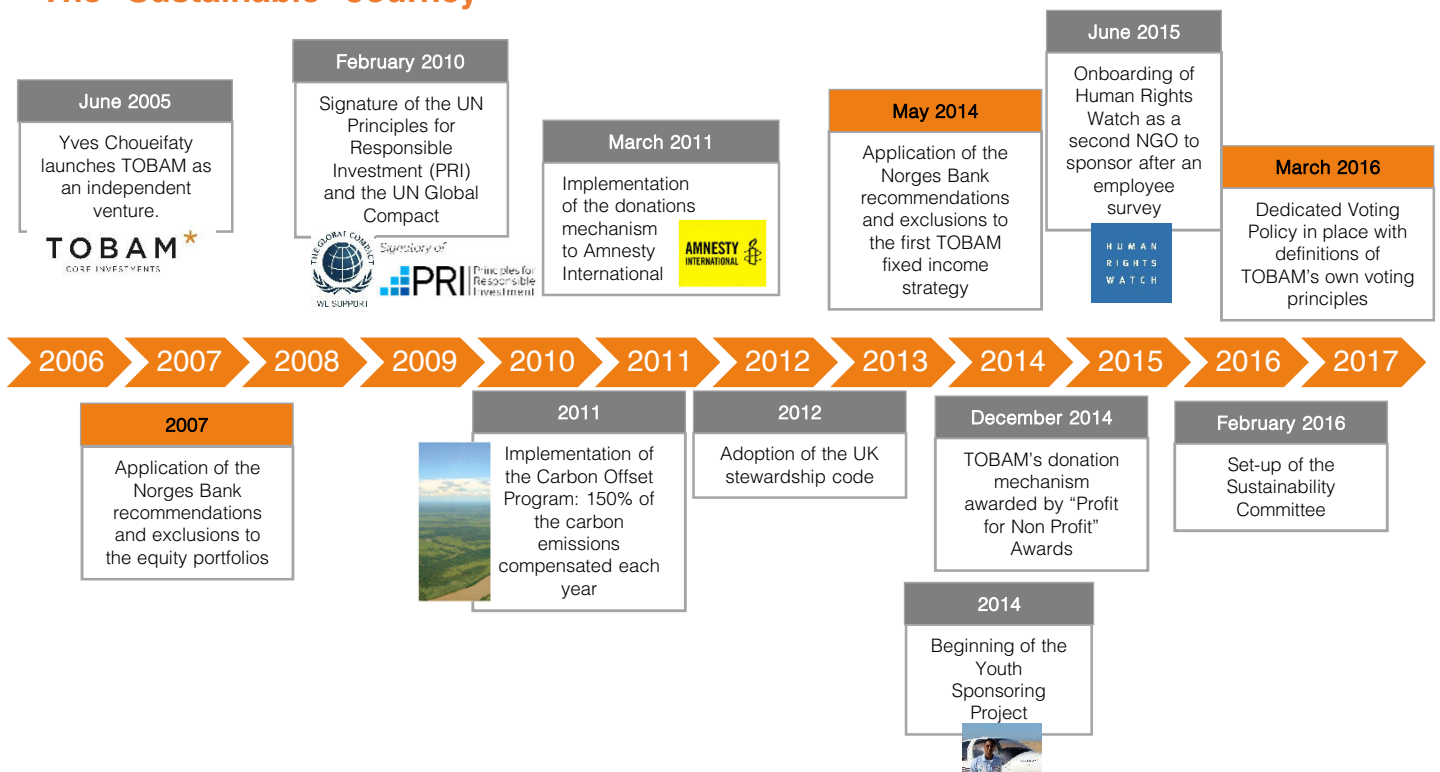 The "Sustainable" Journey
June 2005
Yves Choueifaty
launches TOBAM as
an independent
venture.
TOBAM*
CORE INVESTMENTS
February 2010
Signature of the UN
Principles for
Responsible
Investment (PRI)
and the UN Global
Compact
THE GLOBAL COMPACT
WE SUPPORT
Signatory of
PRI
Principles for
Responsible
Investment
March 2011
Implementation
of the donations
mechanism
to Amnesty
International
AMNESTY
INTERNATIONAL
May 2014
Application of the
Norges Bank
recommendations
and exclusions to
the first TOBAM
fixed income
strategy
June 2015
Onboarding of
Human Rights
Watch as a
second NGO to
sponsor after an
employee
survey
HUMAN
RIGHTS
WATCH
March 2016
Dedicated Voting
Policy in place with
definitions of
TOBAM's own voting
principles
2006 2007 2008 2009 2010 2011 2012 2013 2014 2015 2016 2017
2007
Application of the
Norges Bank
recommendations
and exclusions to
the equity portfolios
2011
Implementation of
the Carbon Offset
Program: 150% of
the carbon
emissions
compensated each
year
2012
Adoption of the UK
stewardship code
December 2014
TOBAM's donation
mechanism
awarded by “Profit
for Non Profit”
Awards
2014
Beginning of the
Youth
Sponsoring
Project
February 2016
Set-up of the
Sustainability
Committee